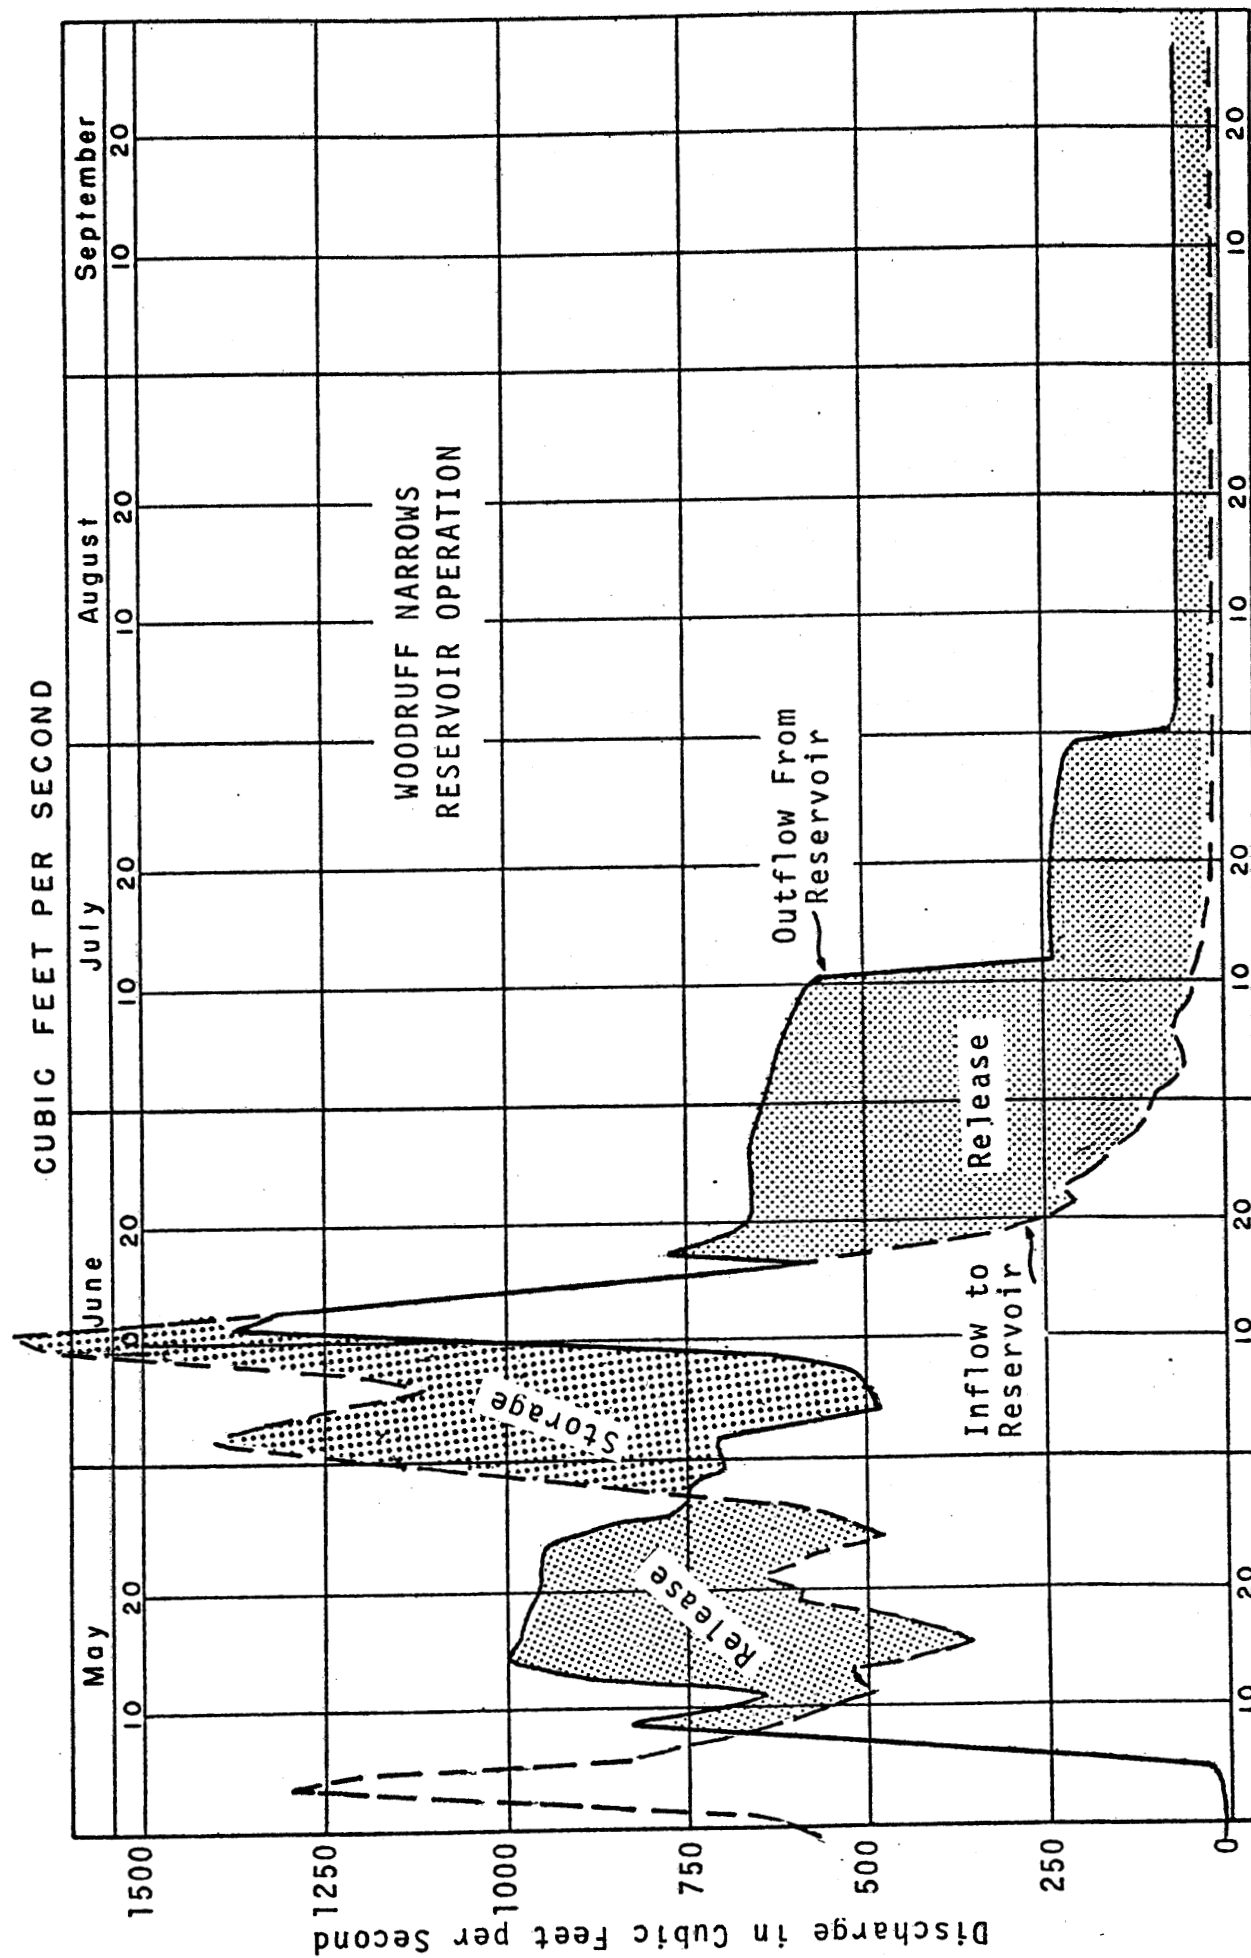 CUBIC FEET PER SECOND
May June July August September
10 20 10 20 10 20 10 20 10 20
1500
1250
1000
750
500
250
0
Discharge in Cubic Feet per Second
WOODRUFF NARROWS
RESERVOIR OPERATION
Storage
Release
Outflow From
Reservoir
Release
Inflow to
Reservoir
10 20 10 20 10 20 10 20 10 20